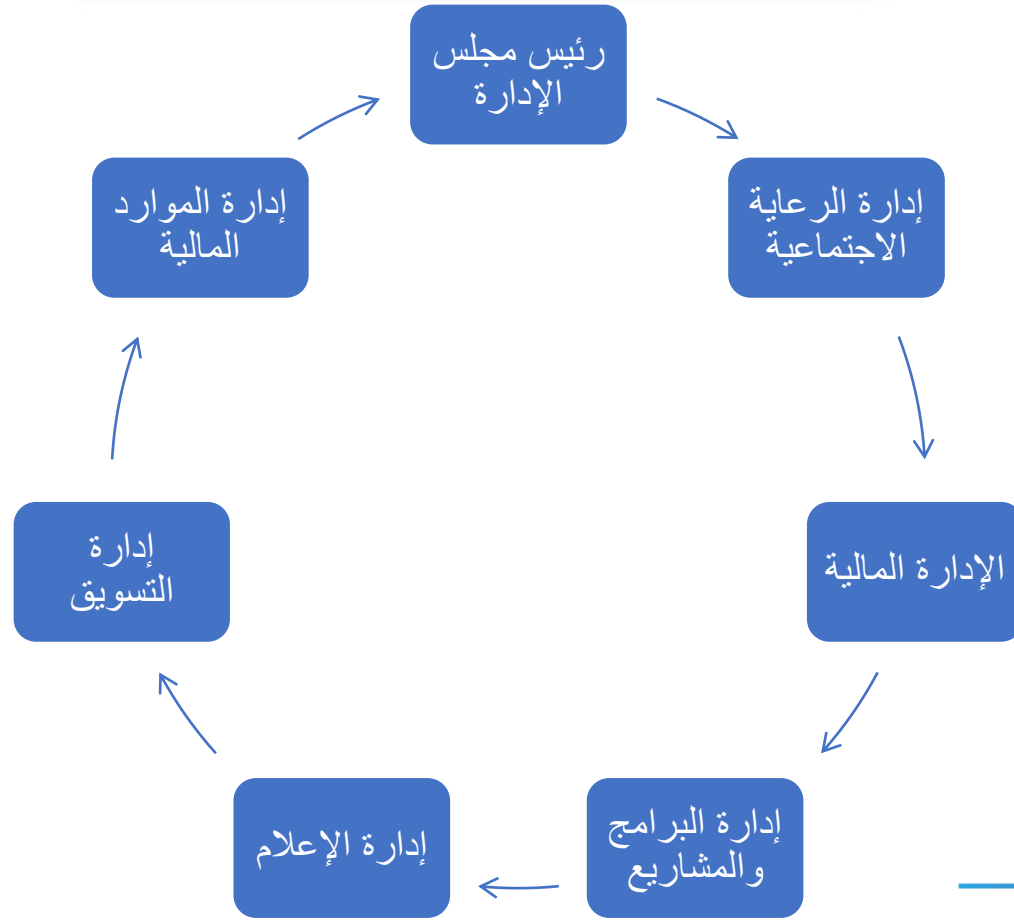 رئيس مجلس
الإدارة
إدارة الرعاية
الاجتماعية
الإدارة المالية
إدارة البرامج
والمشاريع
إدارة الإعلام
إدارة
التسويق
إدارة الموارد
المالية